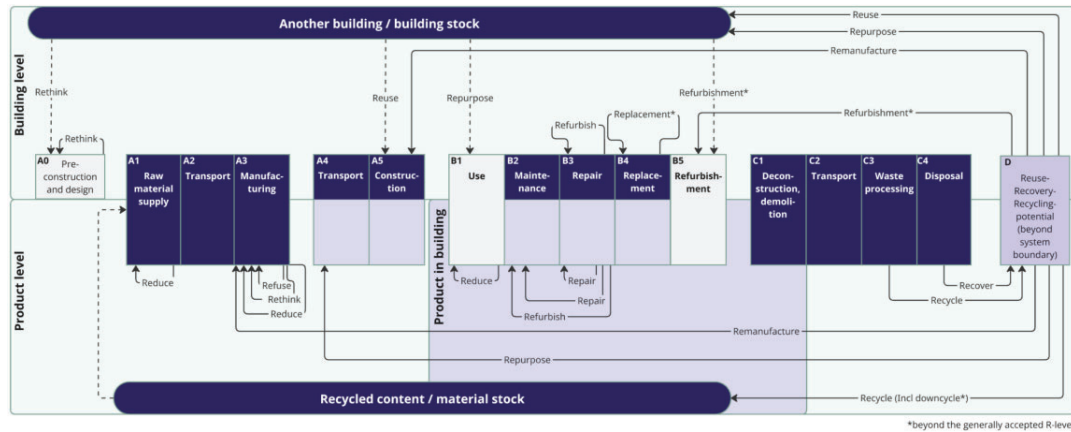 Another building / building stock
Reuse
Repurpose
Remanufacture
Building level
Rethink
Reuse
Repurpose
Refurbishment*
Refurbishment*
Rethink
Refurbish
Replacement*
A0
Pre-
construction
and design
A1
Raw
material
supply
A2
Transport
A3
Manufac-
turing
A4
Transport
A5
Construc-
tion
B1
Use
B2
Mainte-
nance
B3
Repair
B4
Replace-
ment
B5
Refurbish-
ment
C1
Decon-
struction,
demoli-
tion
C2
Transport
C3
Waste
processing
C4
Disposal
D
Reuse-
Recovery-
Recycling-
potential
(beyond
system
boundary)
Product level
Product in building
Reduce
Refuse
Rethink
Reduce
Reduce
Repair
Repair
Refurbish
Recover
Recycle
Remanufacture
Repurpose
Recycled content / material stock
Recycle (Incl downcycle*)
*beyond the generally accepted R-leve